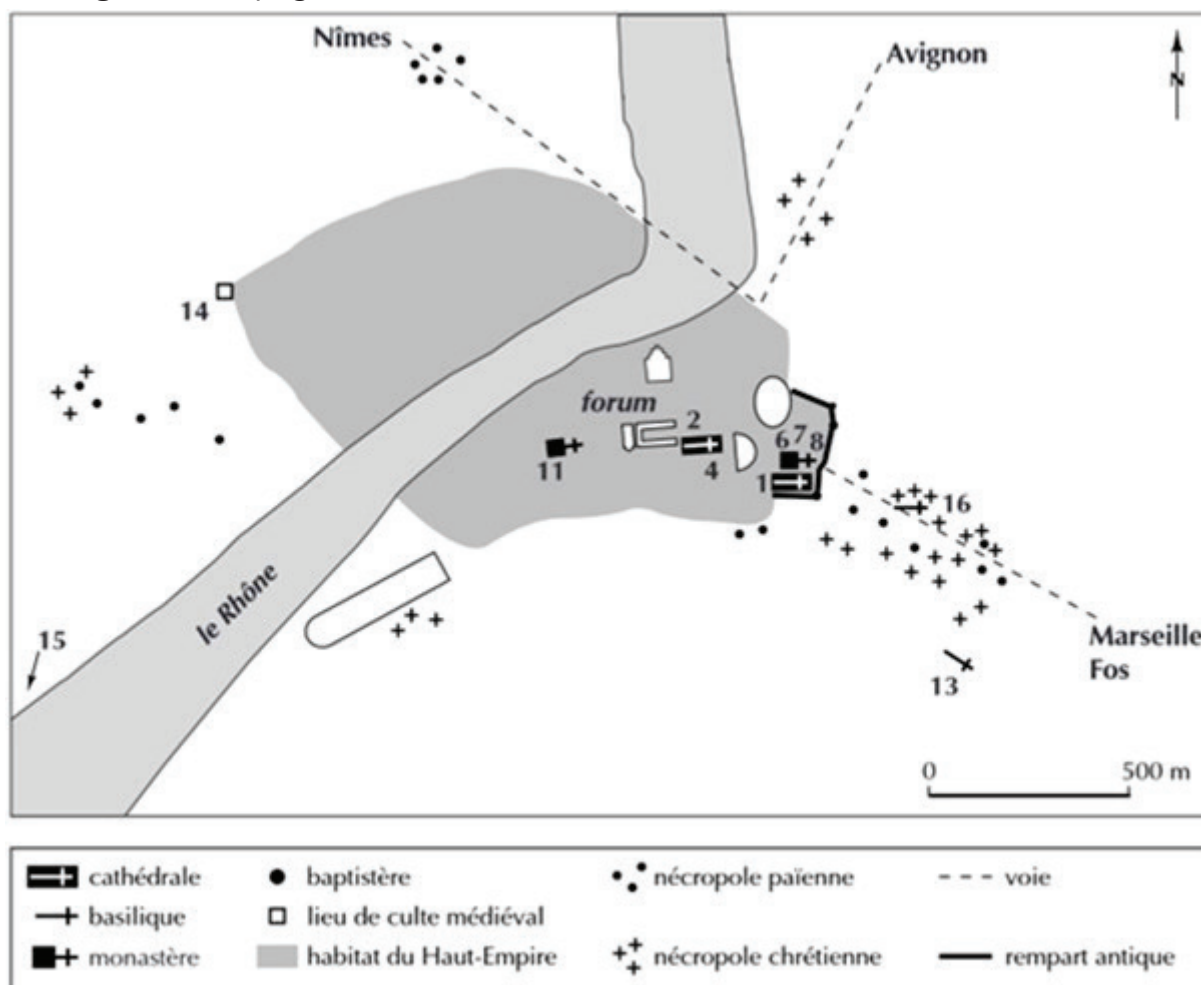 Nîmes
Avignon
N
14
forum
2
4
6
7
8
1
11
16
le Rhône
15
Marseille
Fos
13
0
500 m
cathédrale
baptistère
nécropole païenne
voie
basilique
lieu de culte médiéval
monastère
habitat du Haut-Empire
nécropole chrétienne
rempart antique